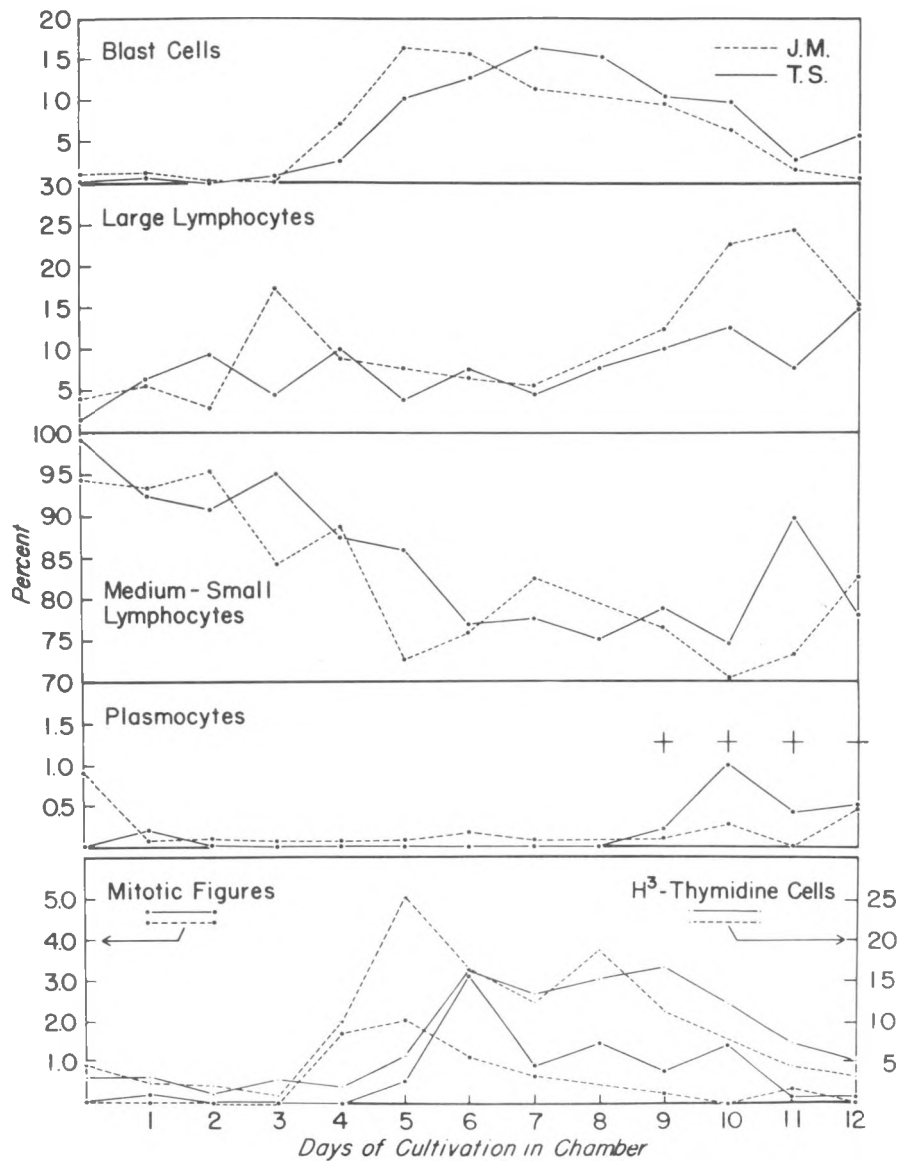 20
15
10
5
Blast Cells
J.M.
T.S.
30
25
20
15
10
5
Large Lymphocytes
100
95
90
85
80
75
70
Percent
Medium-Small
Lymphocytes
1.5
1.0
0.5
Plasmocytes
+ + + +
5.0
4.0
3.0
2.0
1.0
Mitotic Figures
H³-Thymidine Cells
25
20
15
10
5
1 2 3 4 5 6 7 8 9 10 11 12
Days of Cultivation in Chamber